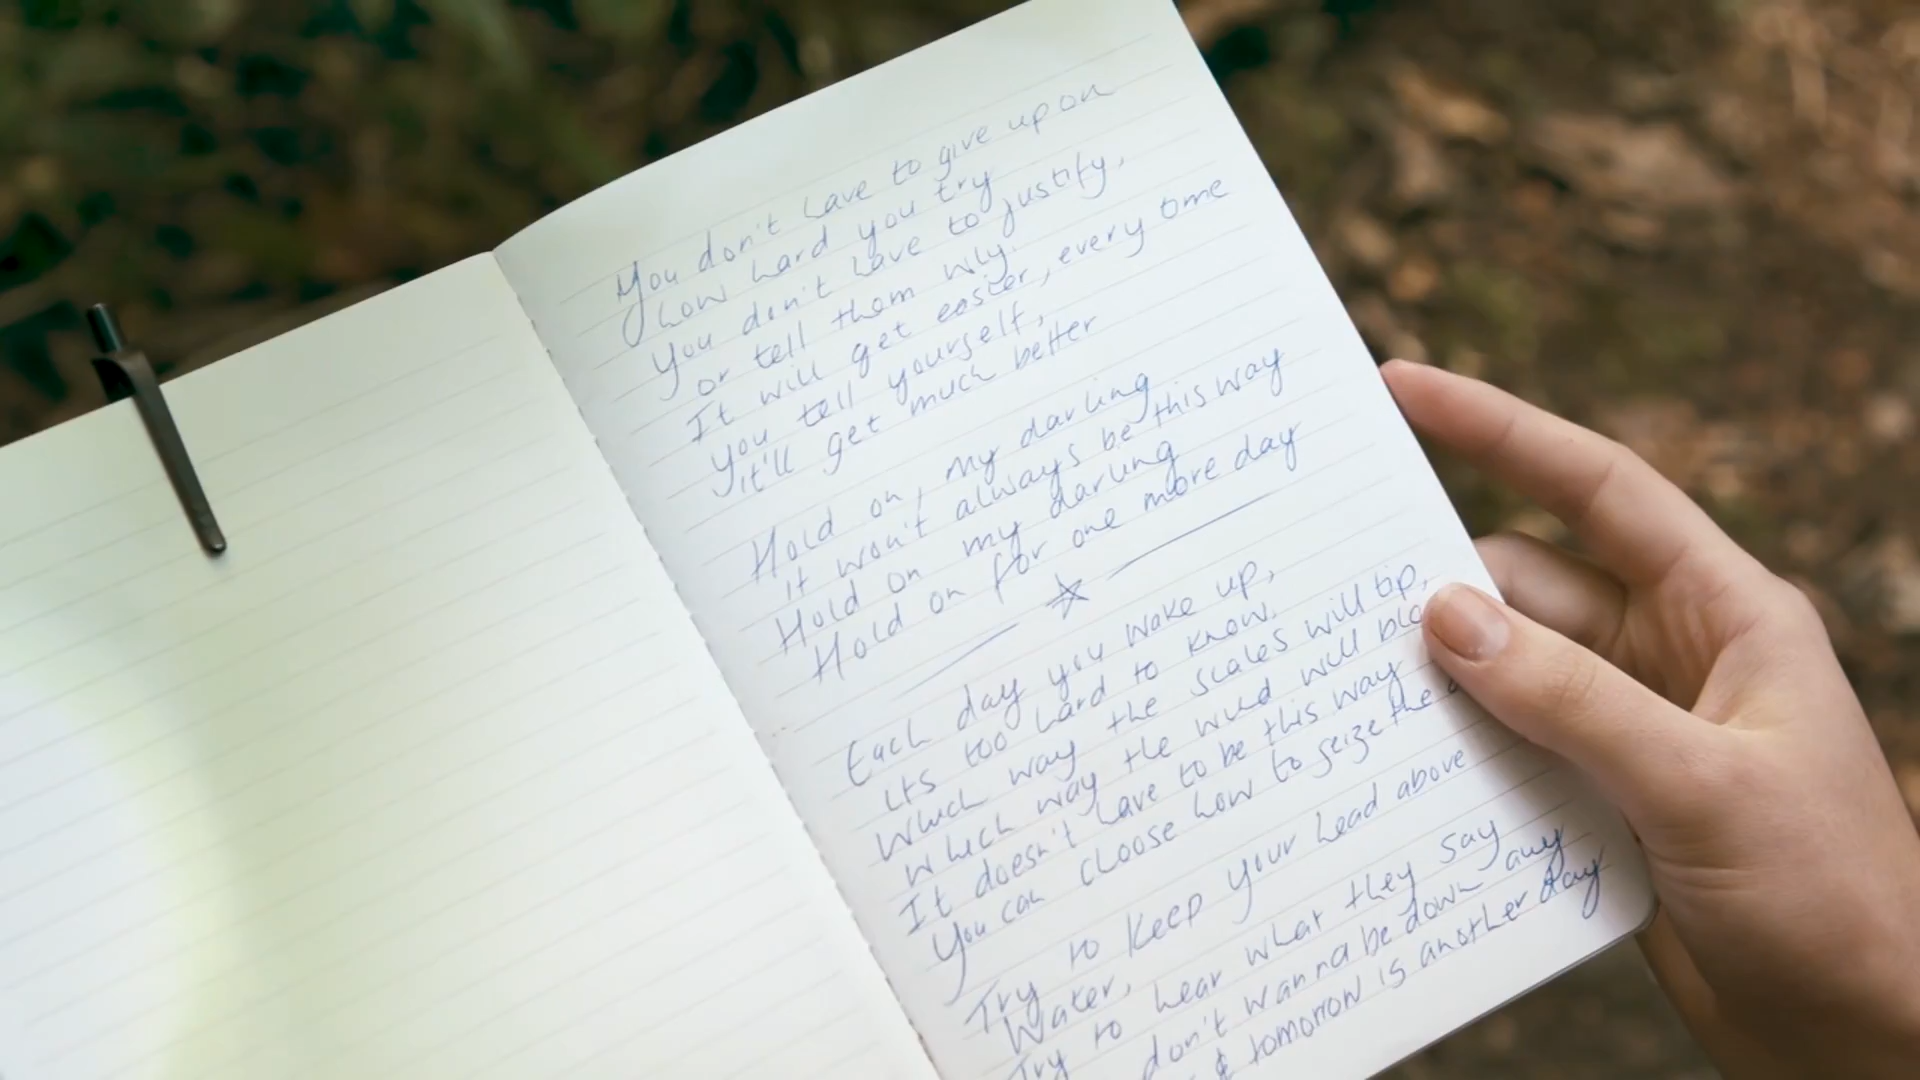 You don't have to give up on
how hard you try
You don't have to justify,
or tell them why.
It will get easier, every time
you tell yourself,
it'll get much better
Hold on, my darling
it won't always be this way
Hold on my darling
Hold on for one more day
Each day you wake up,
its too hard to know.
Which way the scales will tip,
which way the wind will
It doesn't have to be this way
You can choose how to seize the
Try to keep your head above
Water,
Try to hear what they say
don't wanna be down any
tomorrow is another day